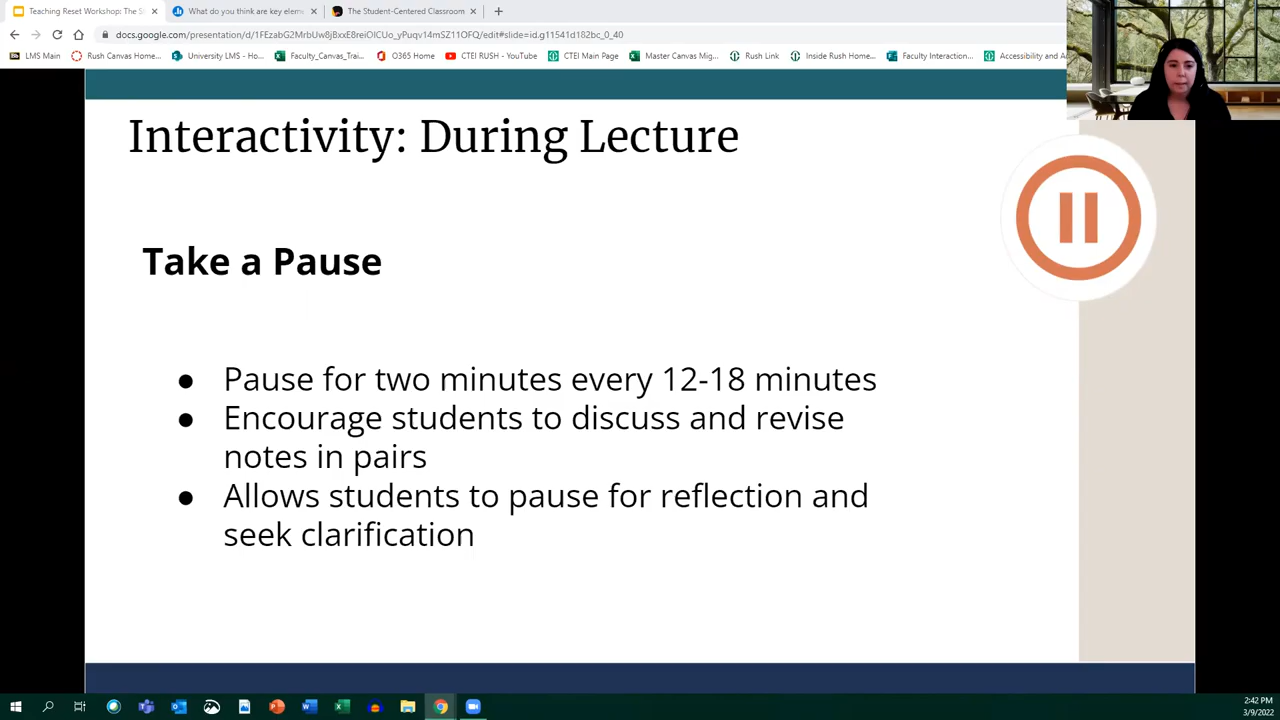 Teaching Reset Workshop: The S
What do you think are key elem
The Student-Centered Classroom
docs.google.com/presentation/d/1FEzabG2MrbUw8jBxxE8reiOICUo_yPuqv14mSZ11OFQ/edit#slide=id.g11541d182bc_0_40
LMS Main
Rush Canvas Home...
University LMS - Ho...
Faculty_Canvas_Trai...
O365 Home
CTEI RUSH - YouTube
CTEI Main Page
Master Canvas Mig...
Rush Link
Inside Rush Home...
Faculty Interaction...
Accessibility and A
Interactivity: During Lecture
Take a Pause
● Pause for two minutes every 12-18 minutes
● Encourage students to discuss and revise
notes in pairs
● Allows students to pause for reflection and
seek clarification
2:42 PM
3/9/2022